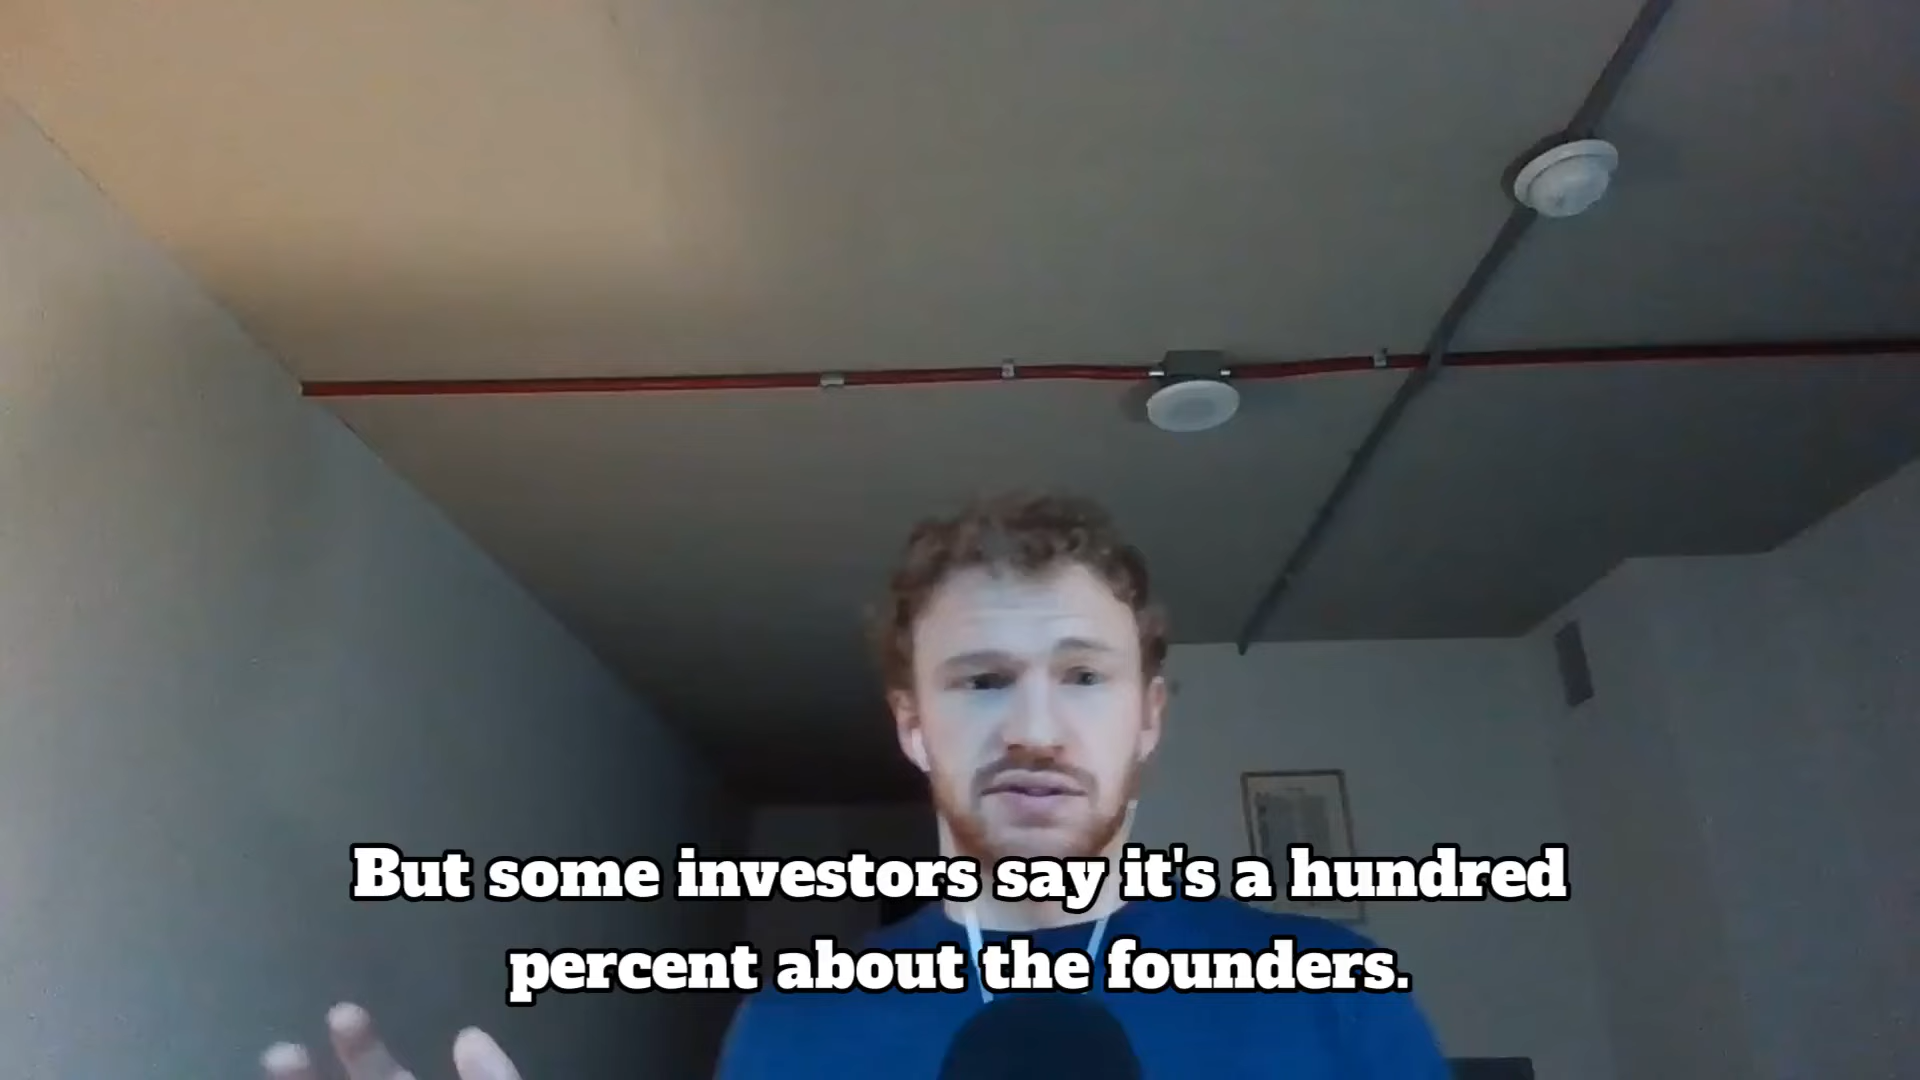 But some investors say it's a hundred
percent about the founders.